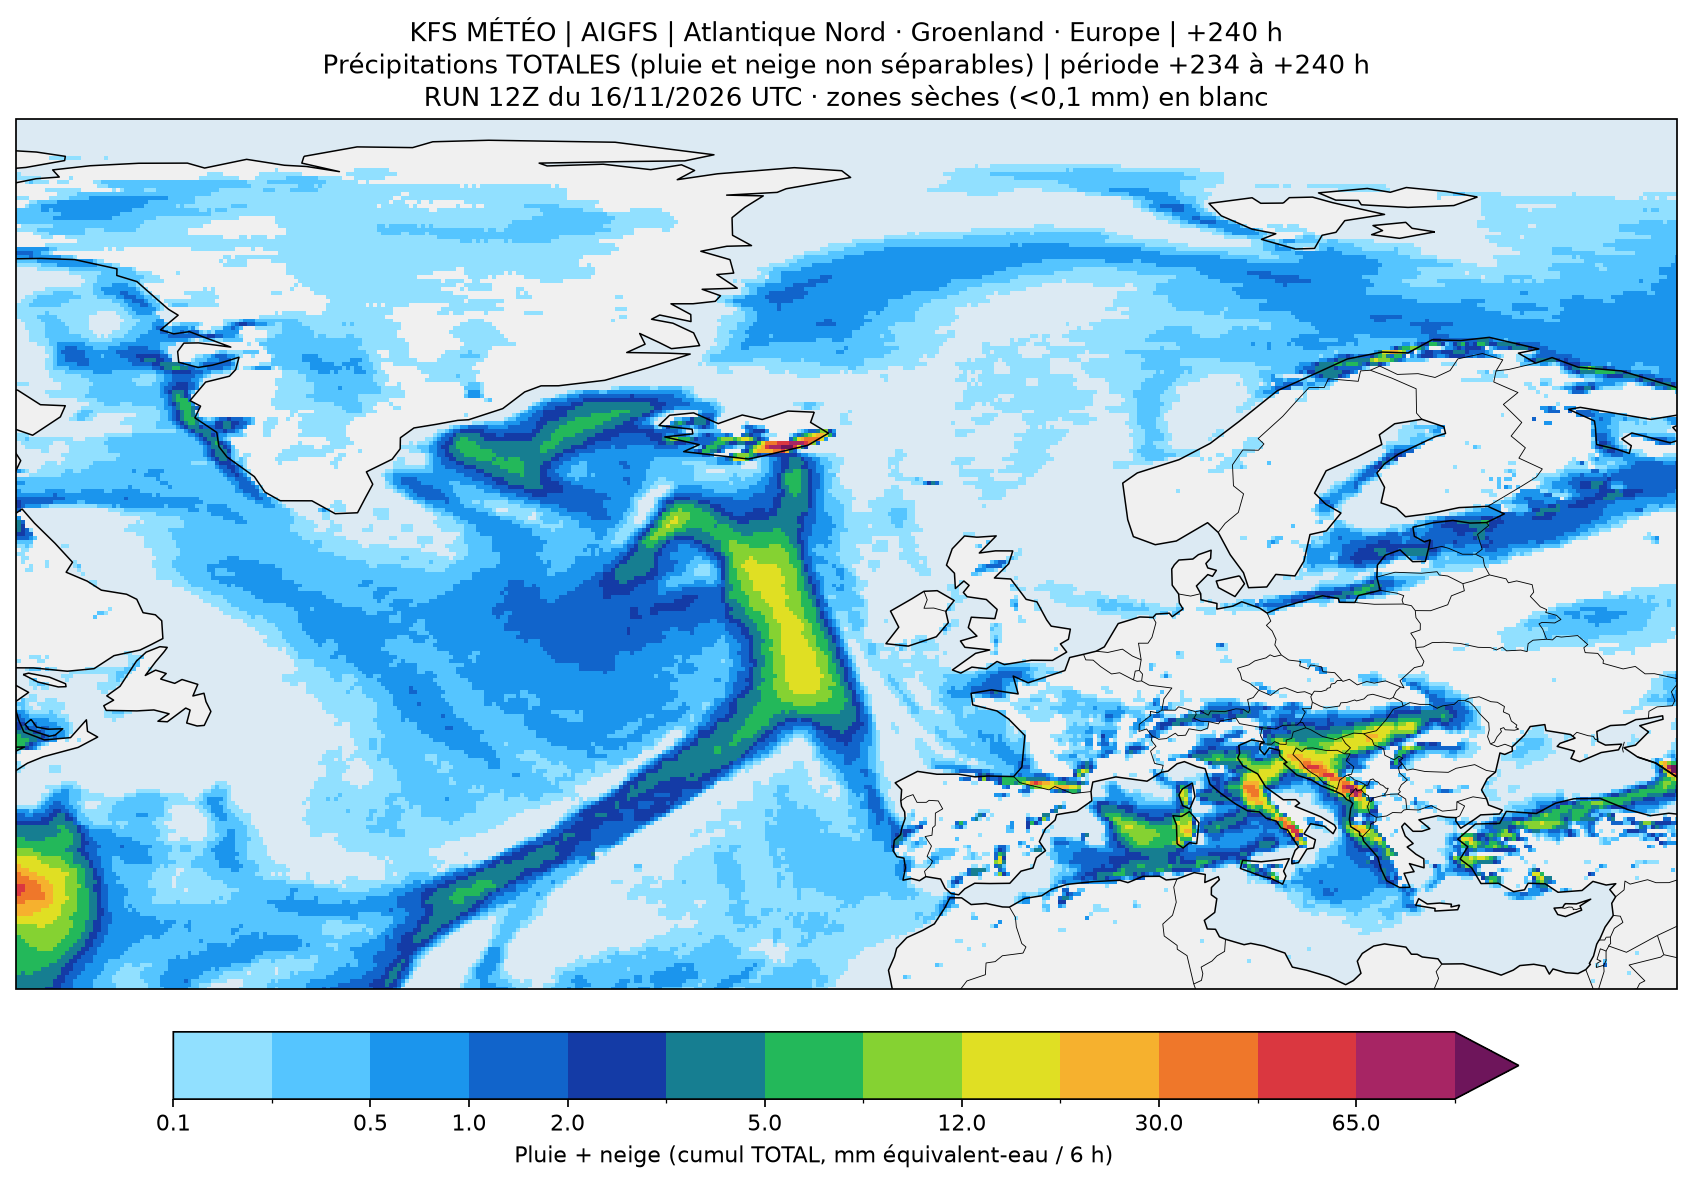 KFS MÉTÉO | AIGFS | Atlantique Nord · Groenland · Europe | +240 h
Précipitations TOTALES (pluie et neige non séparables) | période +234 à +240 h
RUN 12Z du 16/11/2026 UTC · zones sèches (<0,1 mm) en blanc
0.1 0.5 1.0 2.0 5.0 12.0 30.0 65.0
Pluie + neige (cumul TOTAL, mm équivalent-eau / 6 h)